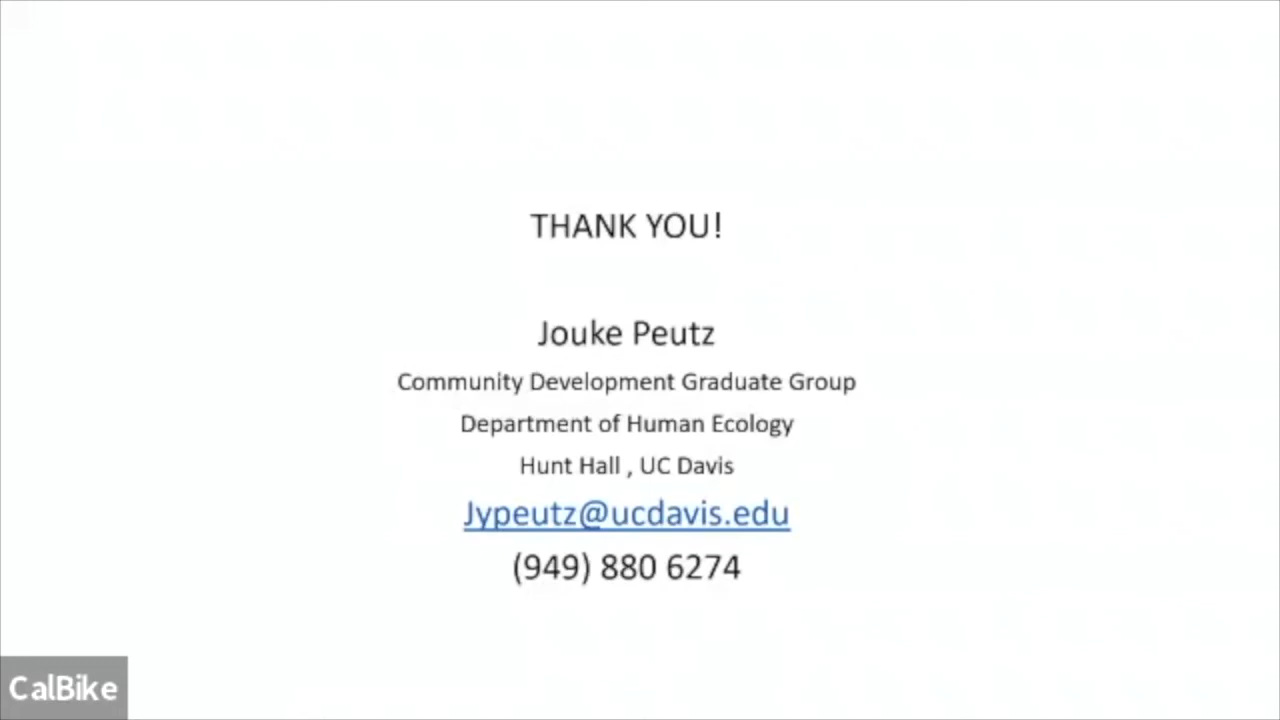 THANK YOU!
Jouke Peutz
Community Development Graduate Group
Department of Human Ecology
Hunt Hall , UC Davis
Jypeutz@ucdavis.edu
(949) 880 6274
CalBike